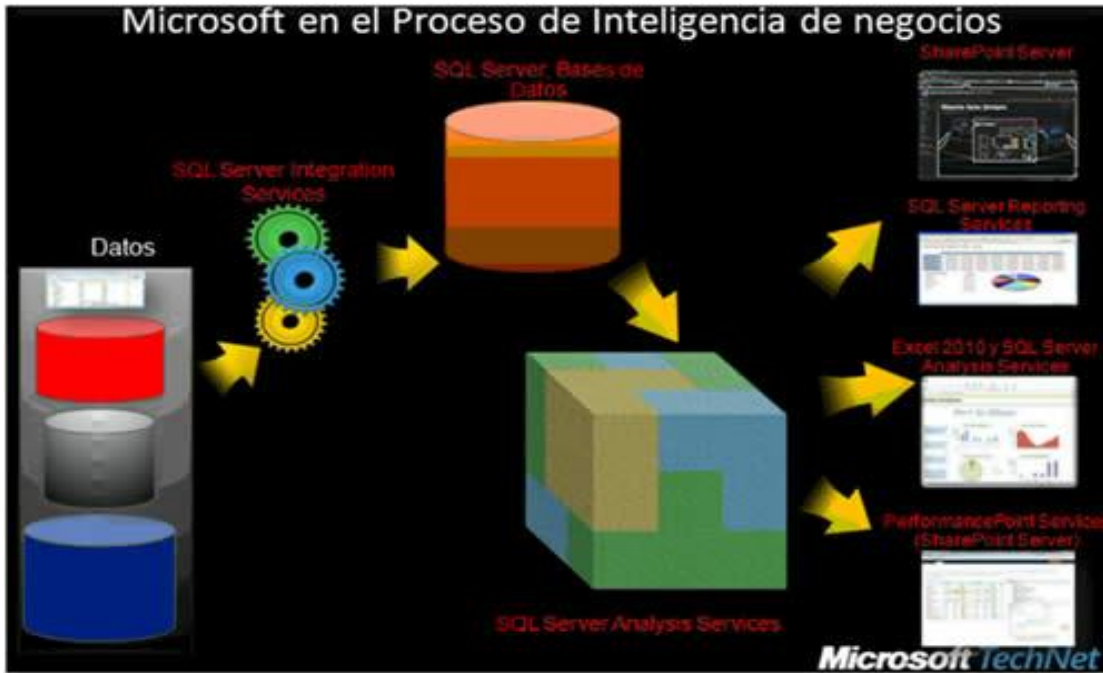 Microsoft en el Proceso de Inteligencia de negocios
SharePoint Server
SQL Server, Bases de
Datos
SQL Server Integration
Services
SQL Server Reporting
Services
Datos
Excel 2010 y SQL Server
Analysis Services
PerformancePoint Service
(SharePoint Server)
SQL Server Analysis Services
Microsoft TechNet